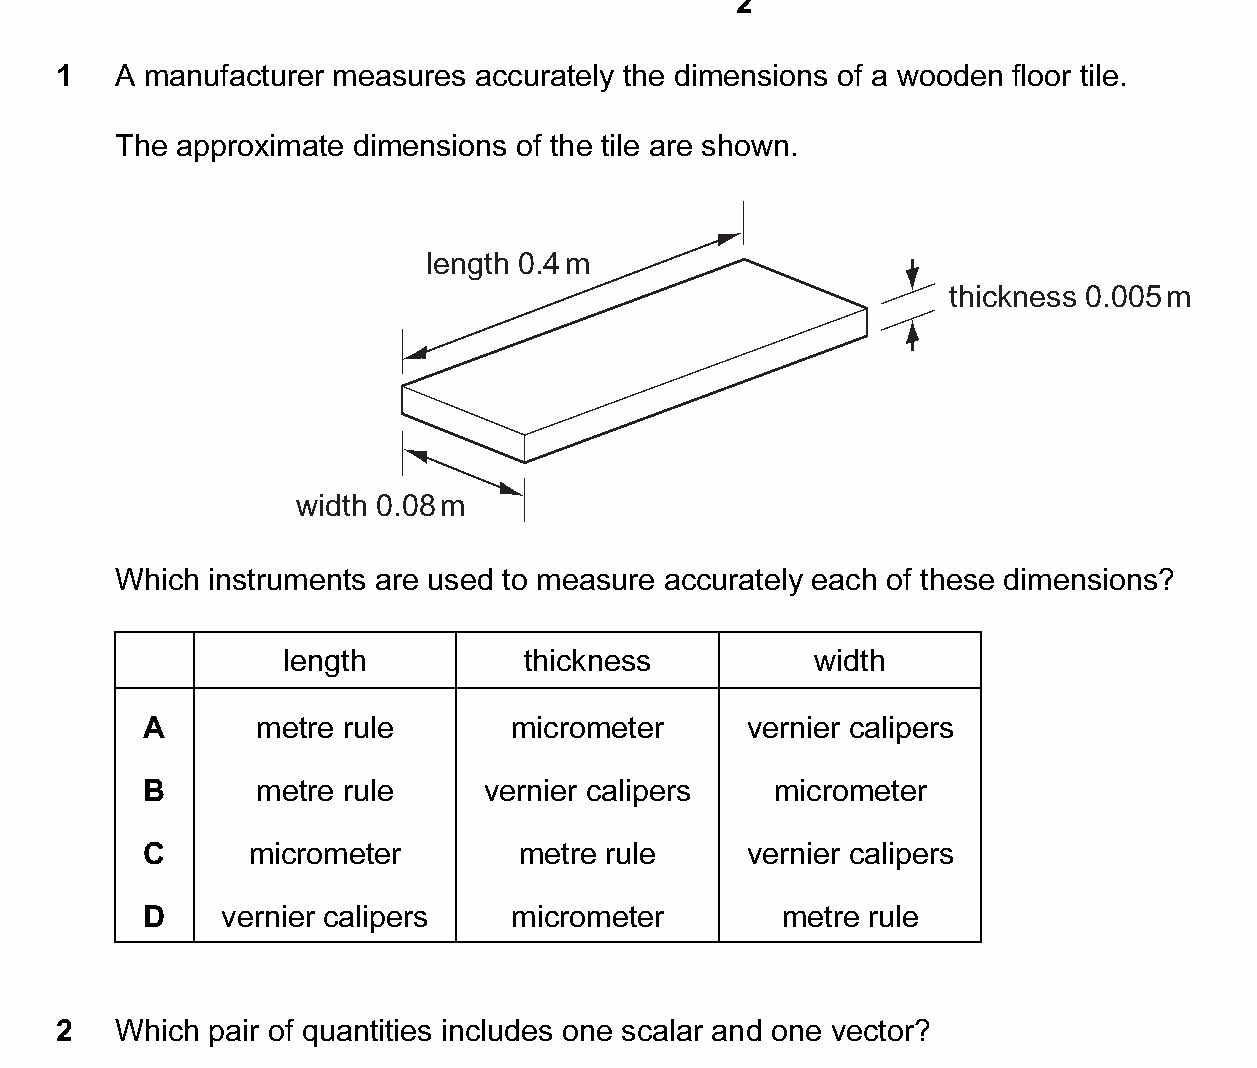 2
1 A manufacturer measures accurately the dimensions of a wooden floor tile.
The approximate dimensions of the tile are shown.
length 0.4 m
thickness 0.005 m
width 0.08 m
Which instruments are used to measure accurately each of these dimensions?
length thickness width
A metre rule micrometer vernier calipers
B metre rule vernier calipers micrometer
C micrometer metre rule vernier calipers
D vernier calipers micrometer metre rule
2 Which pair of quantities includes one scalar and one vector?